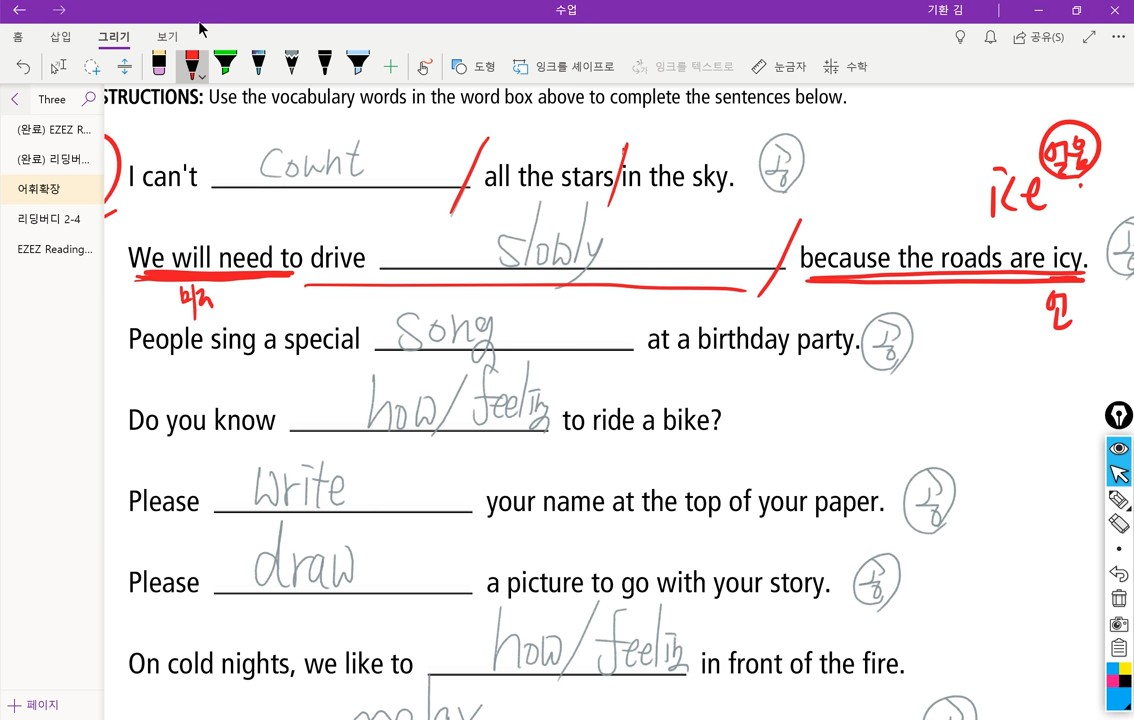 수업
기환 김
홈 삽입 그리기 보기
공유(S)
도형 잉크를 셰이프로 잉크를 텍스트로 눈금자 수학
Three
STRUCTIONS: Use the vocabulary words in the word box above to complete the sentences below.
(완료) EZEZ R...
(완료) 리딩버...
어휘확장
리딩버디 2-4
EZEZ Reading...
I can't count all the stars in the sky. 공
ice 얼음
We will need to drive slowly because the roads are icy. 공
People sing a special song at a birthday party. 공
Do you know how/feeling to ride a bike?
Please write your name at the top of your paper. 공
Please draw a picture to go with your story. 공
On cold nights, we like to how/feeling in front of the fire.
페이지